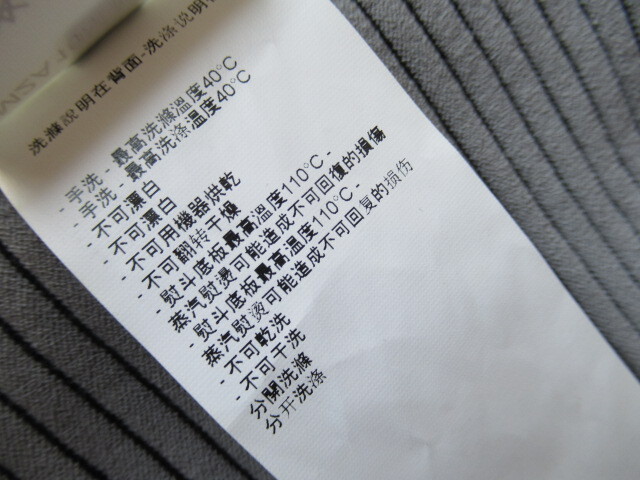 洗滌說明在背面-洗涤说明
- 手洗 - 最高洗滌溫度40°C
- 手洗 - 最高洗涤温度40°C
- 不可漂白
- 不可漂白
- 不可用機器烘乾
- 不可翻转干燥
- 熨斗底板最高溫度110°C -
蒸汽熨燙可能造成不可回復的損傷
- 熨斗底板最高温度110°C -
蒸汽熨烫可能造成不可回复的损伤
- 不可乾洗
- 不可干洗
分開洗滌
分开洗涤